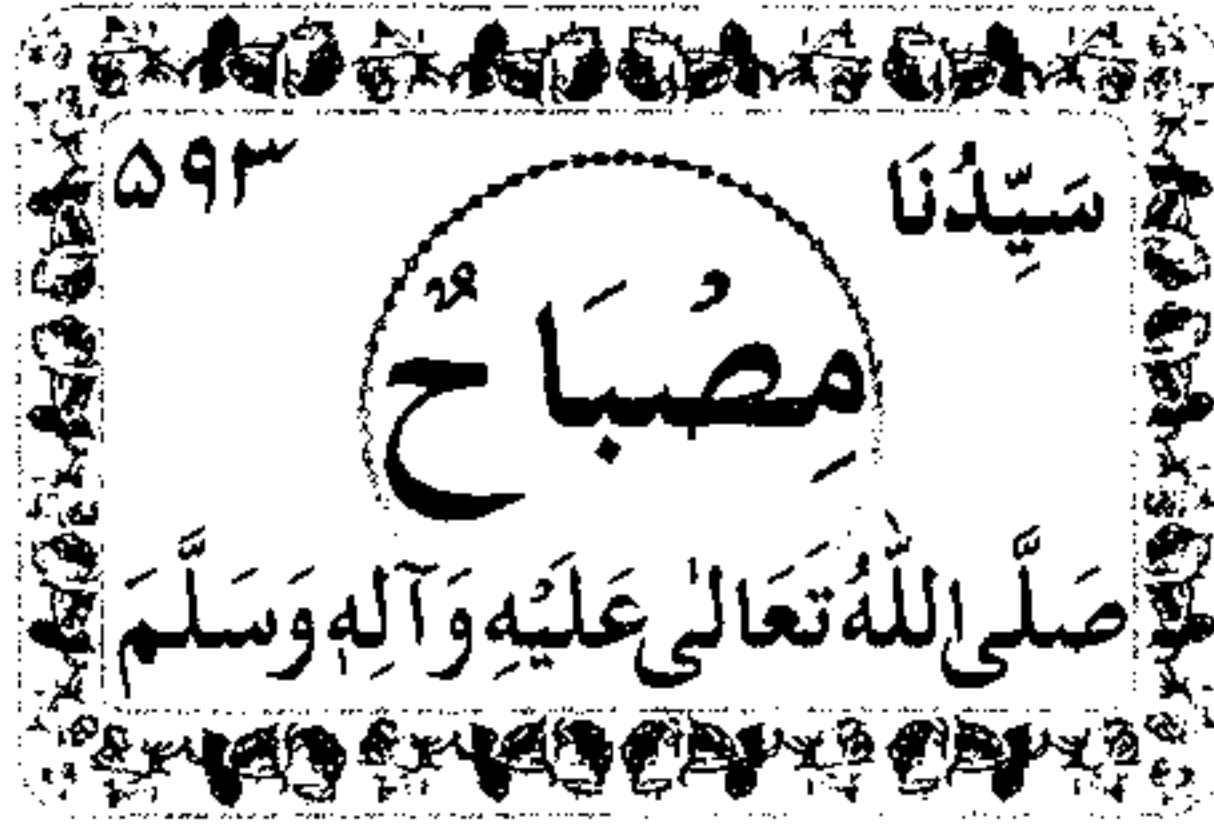 سَيِّدُنَا ۵۹۳
مِصْبَاحٌ
صَلَّى اللّٰهُ تَعَالٰى عَلَيْهِ وَآلِهٖ وَسَلَّمَ